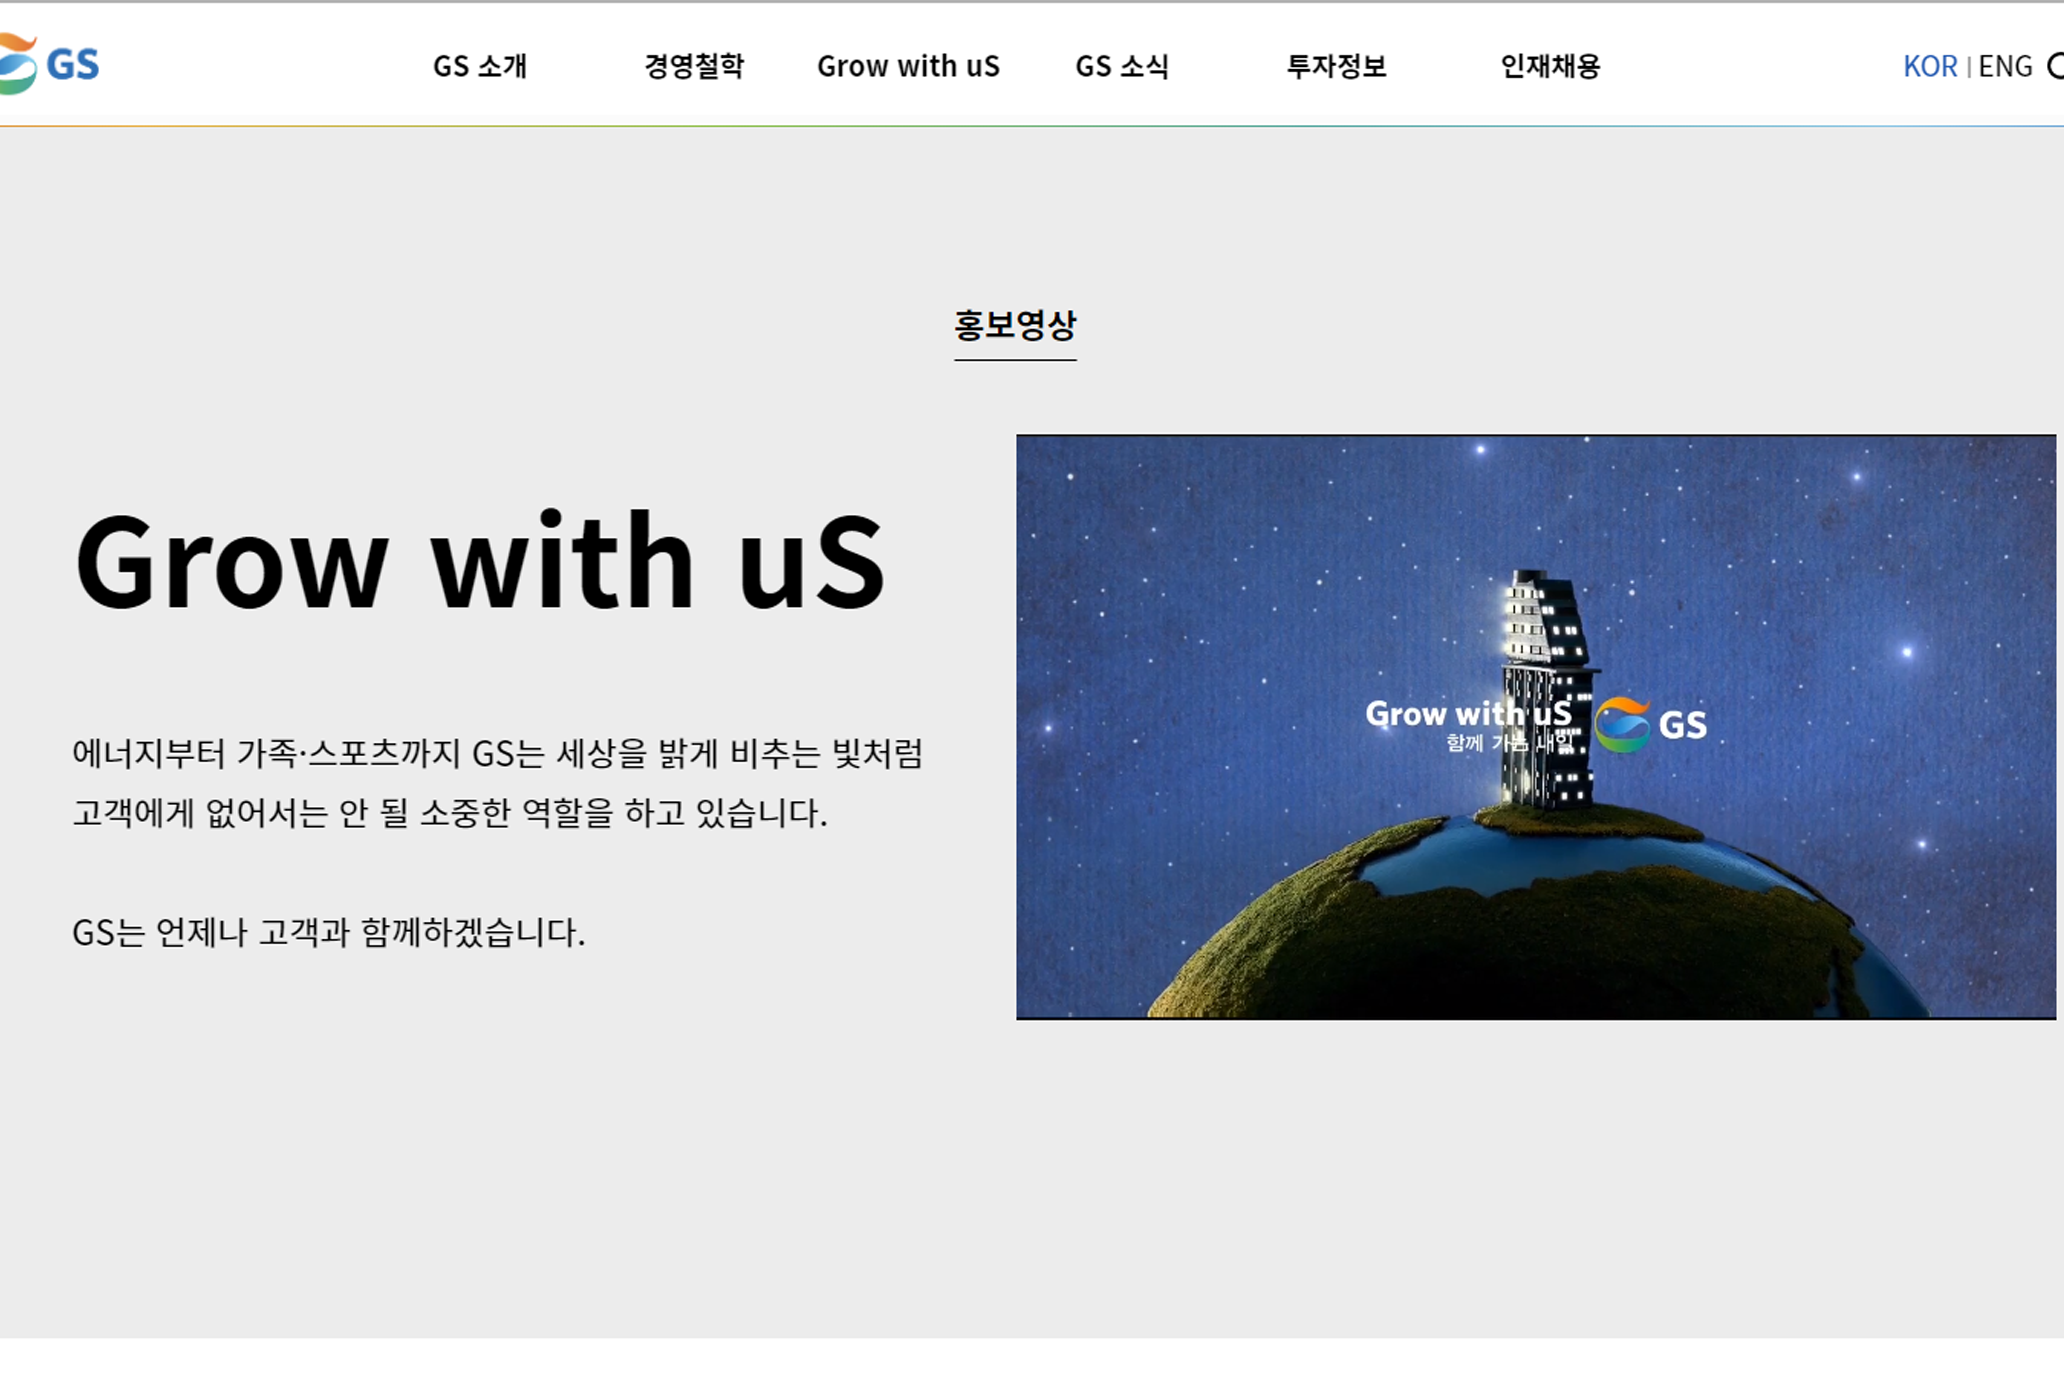 GS
GS 소개
경영철학
Grow with uS
GS 소식
투자정보
인재채용
KOR | ENG
홍보영상
Grow with uS
에너지부터 가족·스포츠까지 GS는 세상을 밝게 비추는 빛처럼
고객에게 없어서는 안 될 소중한 역할을 하고 있습니다.
GS는 언제나 고객과 함께하겠습니다.
Grow with uS
함께 가는 내일
GS